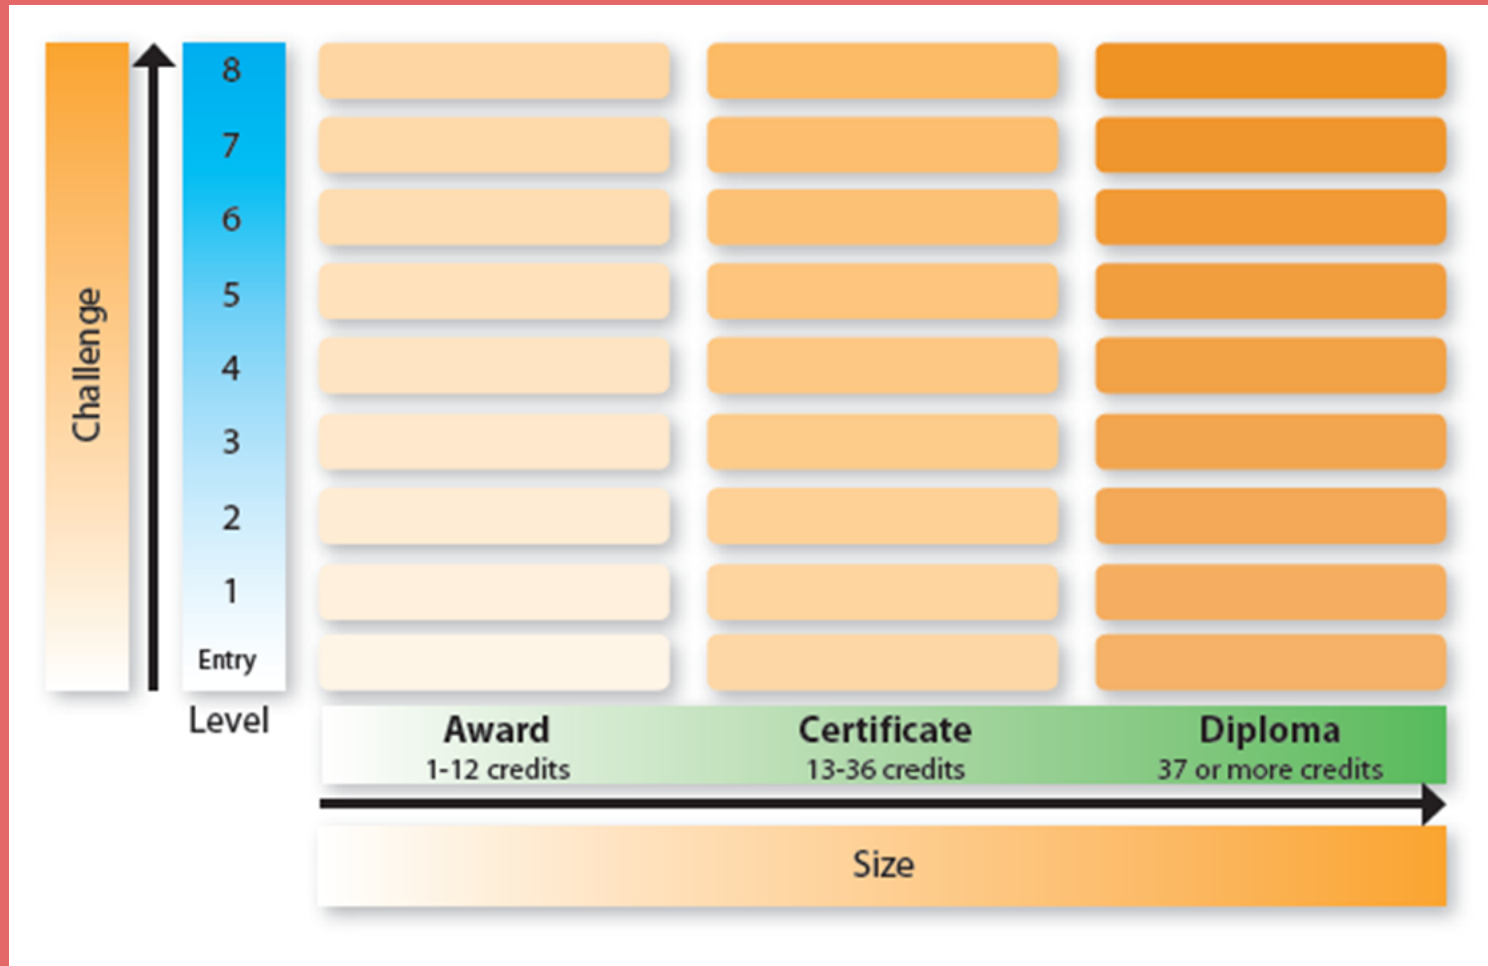 Challenge
8
7
6
5
4
3
2
1
Entry
Level
Award
1-12 credits
Certificate
13-36 credits
Diploma
37 or more credits
Size